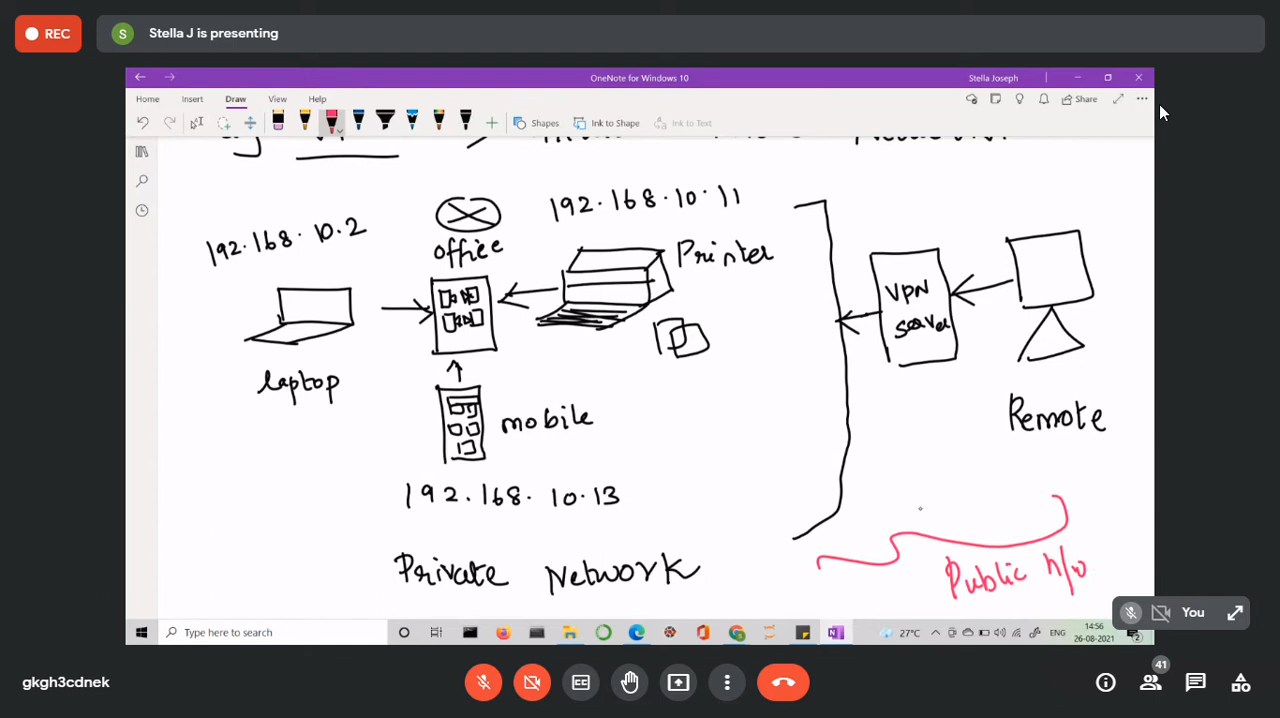 REC
S Stella J is presenting
OneNote for Windows 10
Stella Joseph
Home Insert Draw View Help
Share
Shapes Ink to Shape Ink to Text
192.168.10.2
office
192.168.10.11
Printer
VPN
server
laptop
mobile
Remote
192.168.10.13
Private Network
Public n/w
You
Type here to search
27°C
ENG
14:56
26-08-2021
2
gkgh3cdnek
CC
41